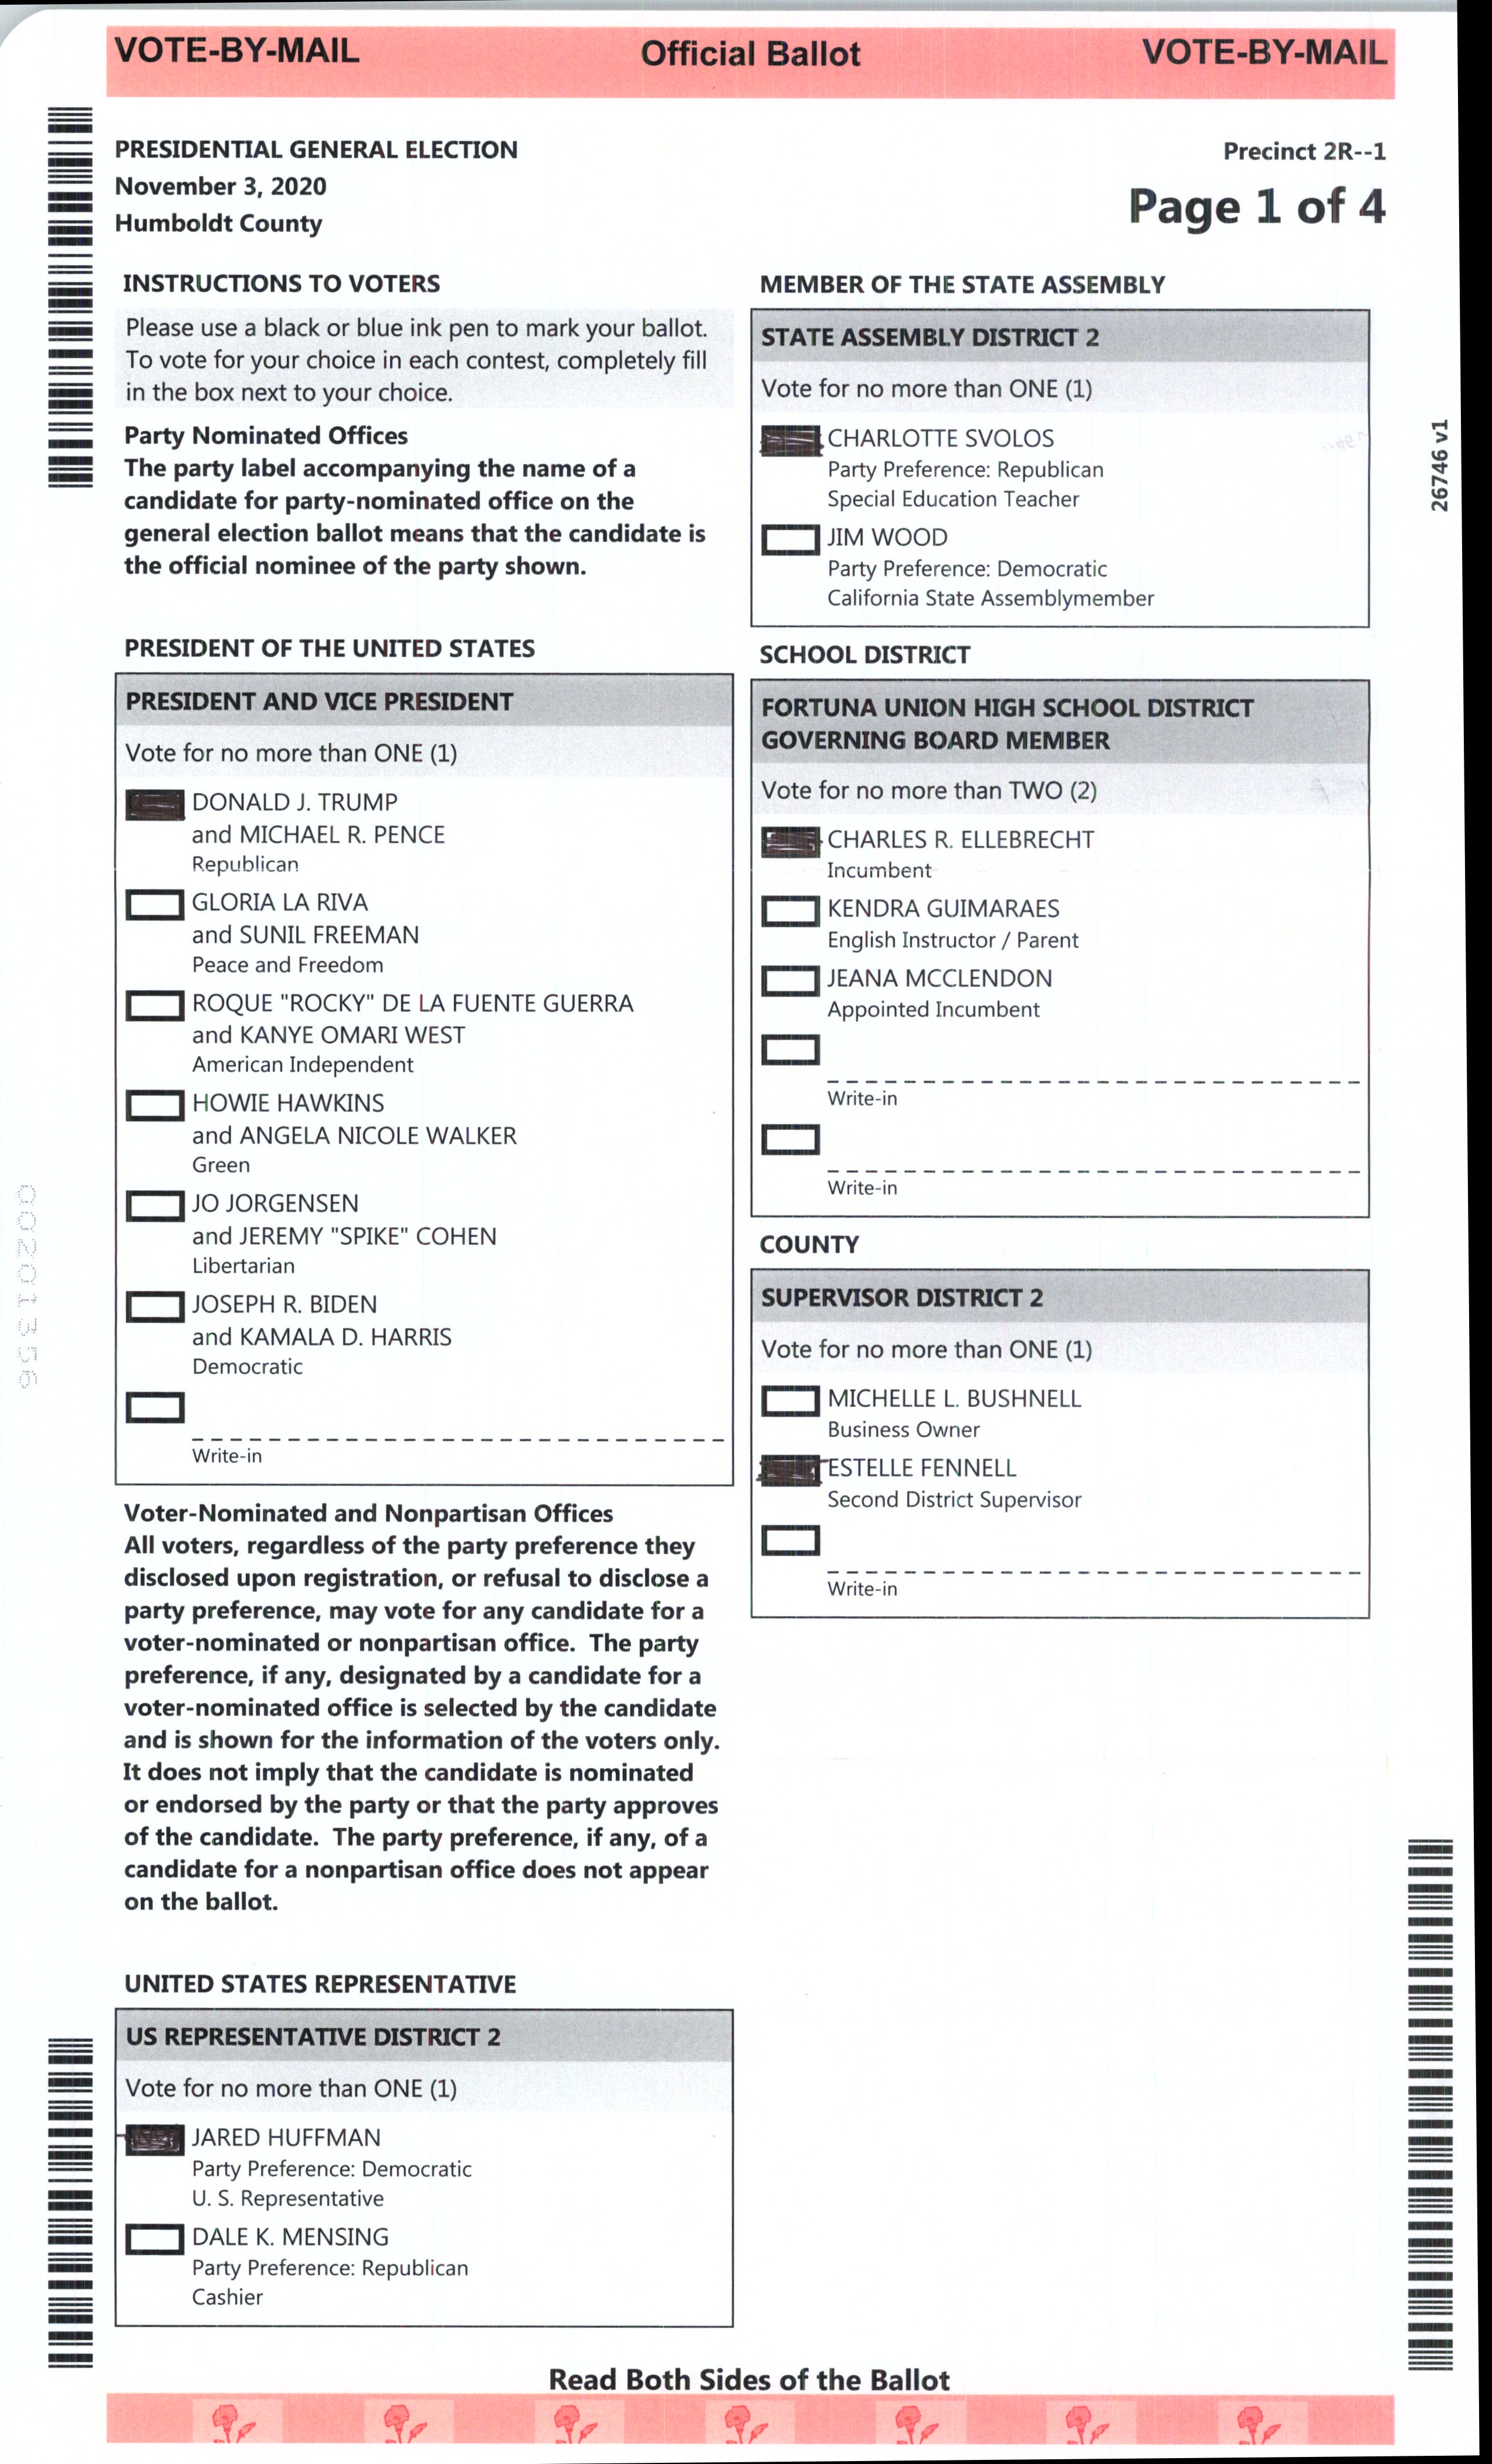 VOTE-BY-MAIL Official Ballot VOTE-BY-MAIL
PRESIDENTIAL GENERAL ELECTION
November 3, 2020
Humboldt County
Precinct 2R--1
Page 1 of 4
INSTRUCTIONS TO VOTERS
Please use a black or blue ink pen to mark your ballot.
To vote for your choice in each contest, completely fill
in the box next to your choice.
Party Nominated Offices
The party label accompanying the name of a
candidate for party-nominated office on the
general election ballot means that the candidate is
the official nominee of the party shown.
PRESIDENT OF THE UNITED STATES
PRESIDENT AND VICE PRESIDENT
Vote for no more than ONE (1)
DONALD J. TRUMP
and MICHAEL R. PENCE
Republican
GLORIA LA RIVA
and SUNIL FREEMAN
Peace and Freedom
ROQUE "ROCKY" DE LA FUENTE GUERRA
and KANYE OMARI WEST
American Independent
HOWIE HAWKINS
and ANGELA NICOLE WALKER
Green
JO JORGENSEN
and JEREMY "SPIKE" COHEN
Libertarian
JOSEPH R. BIDEN
and KAMALA D. HARRIS
Democratic
Write-in
Voter-Nominated and Nonpartisan Offices
All voters, regardless of the party preference they
disclosed upon registration, or refusal to disclose a
party preference, may vote for any candidate for a
voter-nominated or nonpartisan office. The party
preference, if any, designated by a candidate for a
voter-nominated office is selected by the candidate
and is shown for the information of the voters only.
It does not imply that the candidate is nominated
or endorsed by the party or that the party approves
of the candidate. The party preference, if any, of a
candidate for a nonpartisan office does not appear
on the ballot.
UNITED STATES REPRESENTATIVE
US REPRESENTATIVE DISTRICT 2
Vote for no more than ONE (1)
JARED HUFFMAN
Party Preference: Democratic
U. S. Representative
DALE K. MENSING
Party Preference: Republican
Cashier
MEMBER OF THE STATE ASSEMBLY
STATE ASSEMBLY DISTRICT 2
Vote for no more than ONE (1)
CHARLOTTE SVOLOS
Party Preference: Republican
Special Education Teacher
JIM WOOD
Party Preference: Democratic
California State Assemblymember
SCHOOL DISTRICT
FORTUNA UNION HIGH SCHOOL DISTRICT
GOVERNING BOARD MEMBER
Vote for no more than TWO (2)
CHARLES R. ELLEBRECHT
Incumbent
KENDRA GUIMARAES
English Instructor / Parent
JEANA MCCLENDON
Appointed Incumbent
Write-in
Write-in
COUNTY
SUPERVISOR DISTRICT 2
Vote for no more than ONE (1)
MICHELLE L. BUSHNELL
Business Owner
ESTELLE FENNELL
Second District Supervisor
Write-in
26746 v1
00201356
Read Both Sides of the Ballot